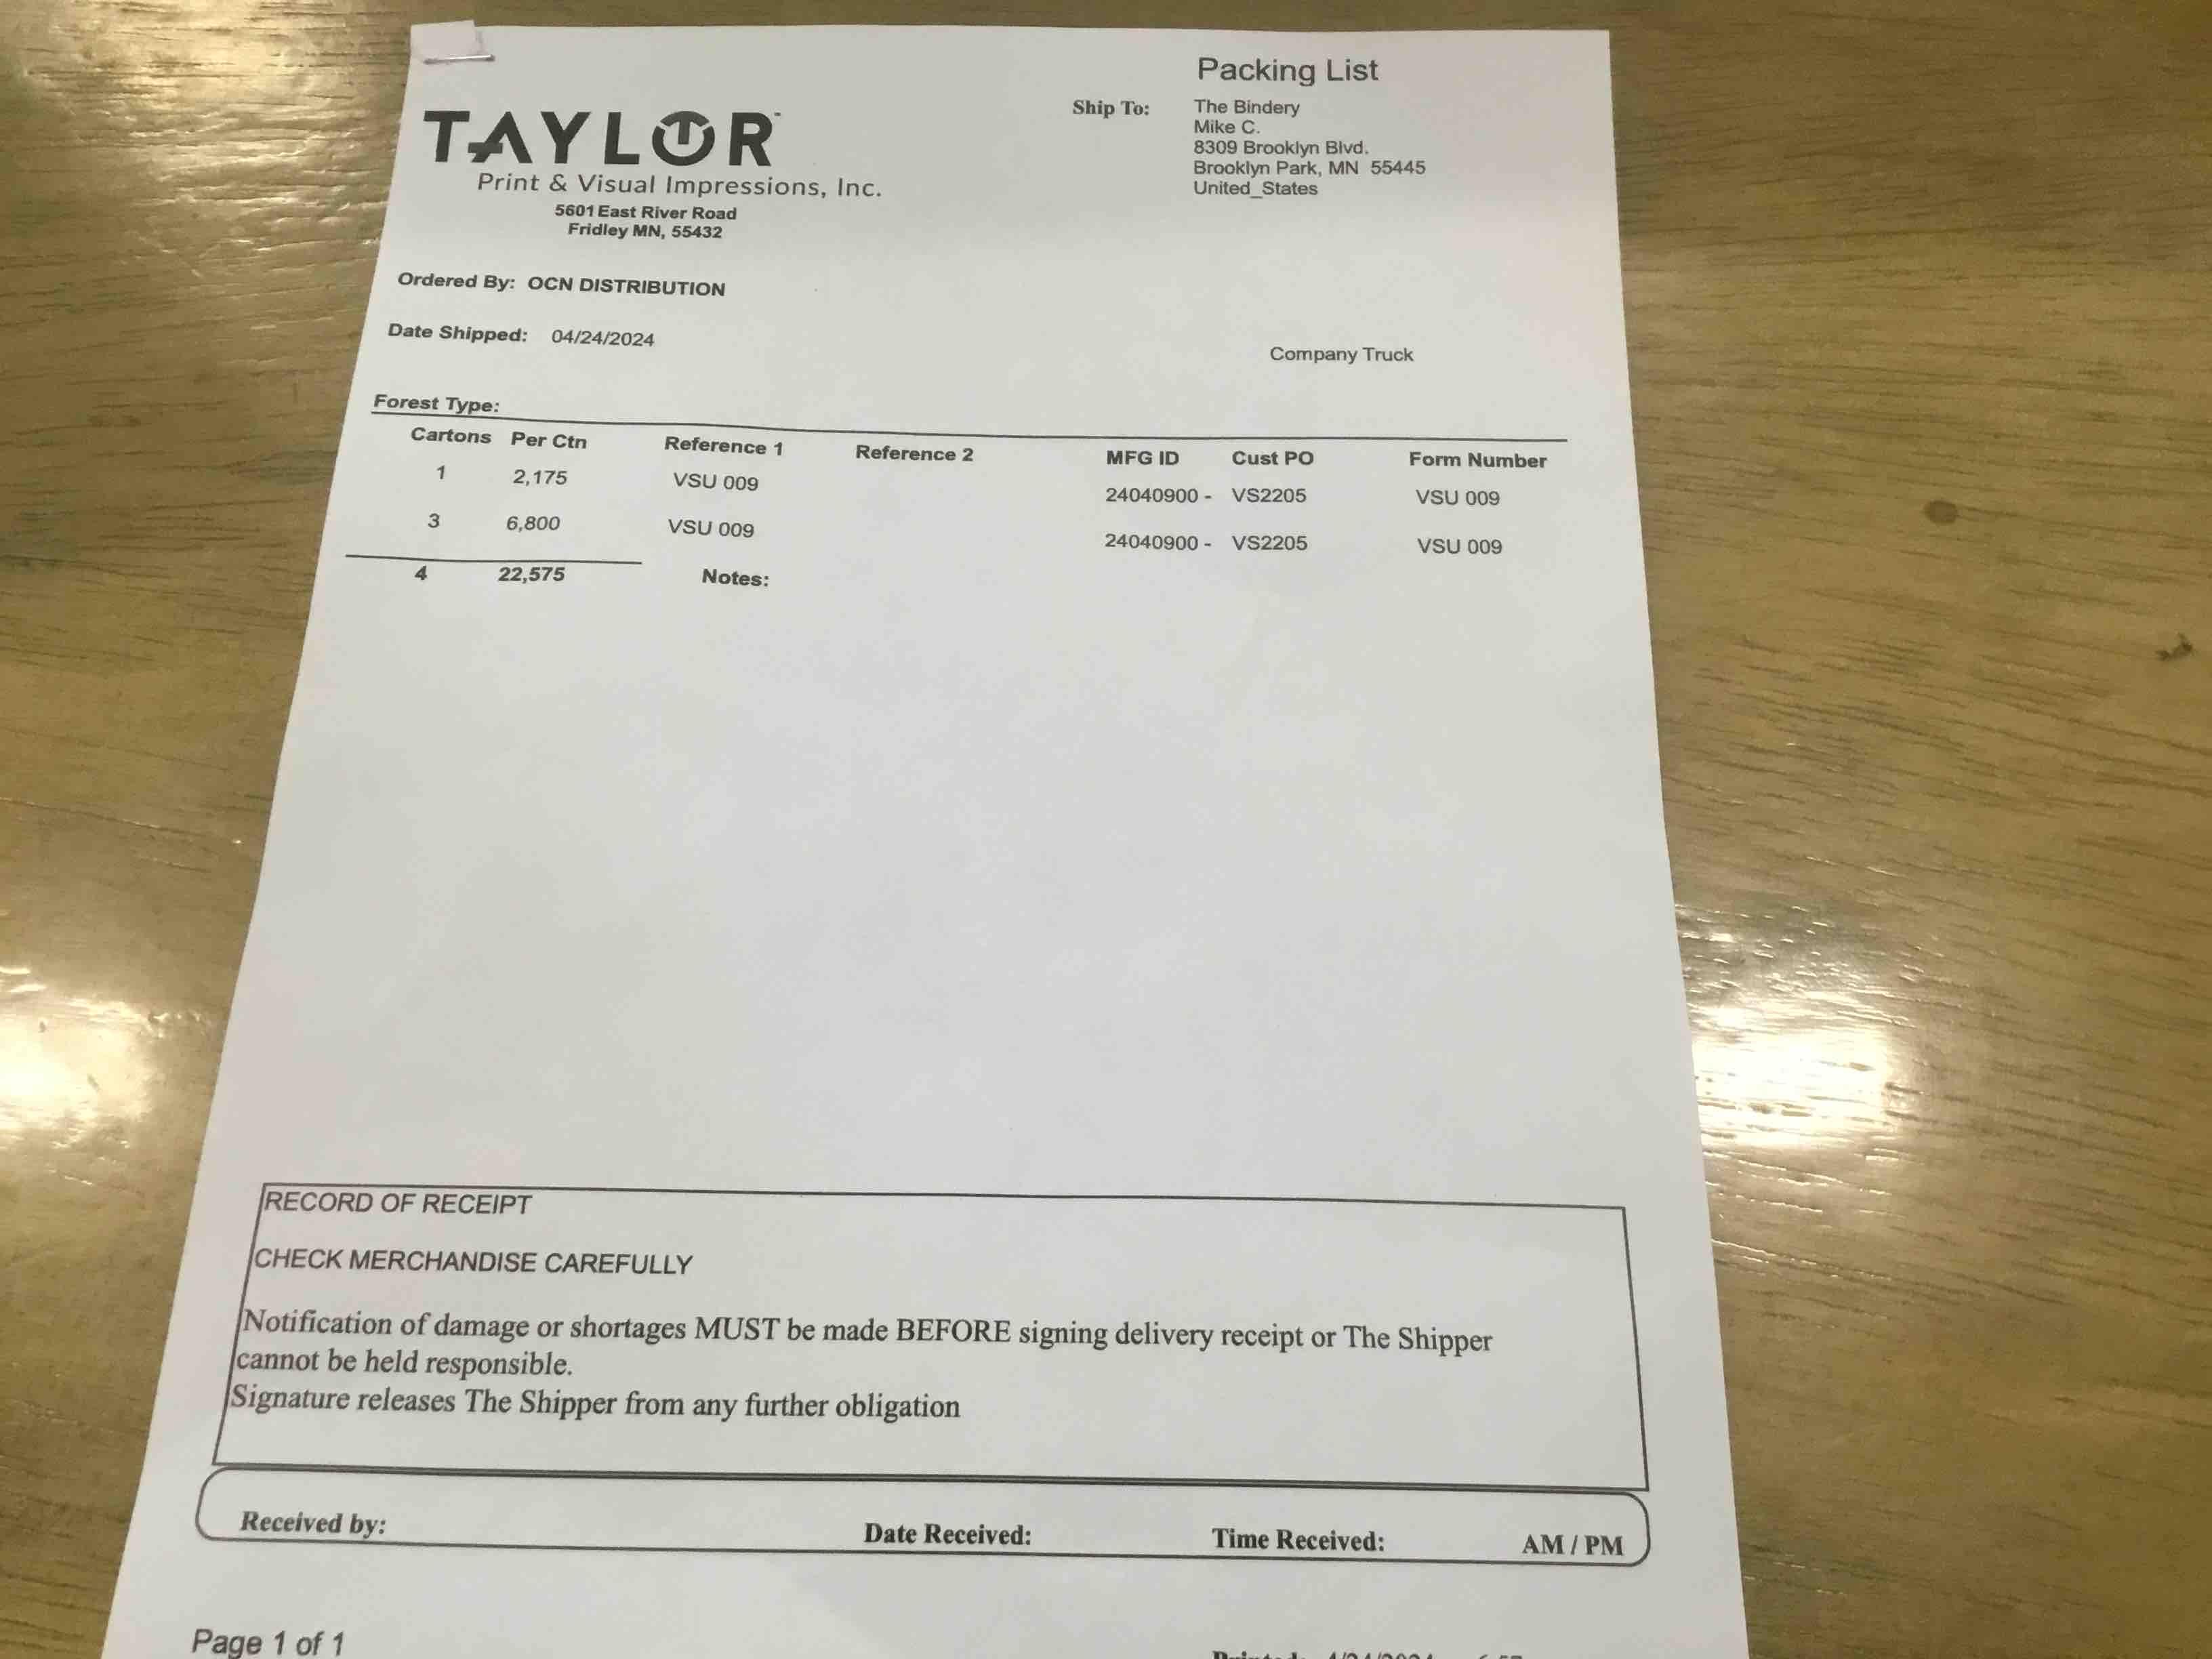 Packing List
TAYLOR
Print & Visual Impressions, Inc.
5601 East River Road
Fridley MN, 55432
Ship To: The Bindery
Mike C.
8309 Brooklyn Blvd.
Brooklyn Park, MN 55445
United_States
Ordered By: OCN DISTRIBUTION
Date Shipped: 04/24/2024
Company Truck
Forest Type:
Cartons Per Ctn Reference 1 Reference 2 MFG ID Cust PO Form Number
1 2,175 VSU 009 24040900 - VS2205 VSU 009
3 6,800 VSU 009 24040900 - VS2205 VSU 009
4 22,575 Notes:
RECORD OF RECEIPT
CHECK MERCHANDISE CAREFULLY
Notification of damage or shortages MUST be made BEFORE signing delivery receipt or The Shipper
cannot be held responsible.
Signature releases The Shipper from any further obligation
Received by: Date Received: Time Received: AM / PM
Page 1 of 1